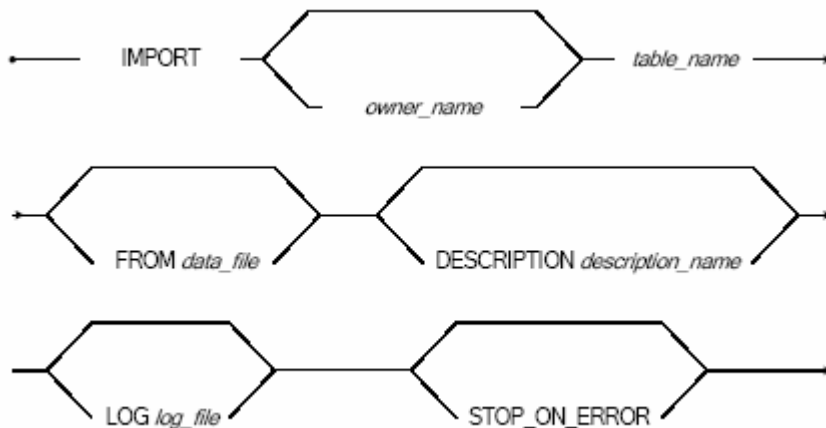 IMPORT table_name
owner_name
FROM data_file DESCRIPTION description_name
LOG log_file STOP_ON_ERROR